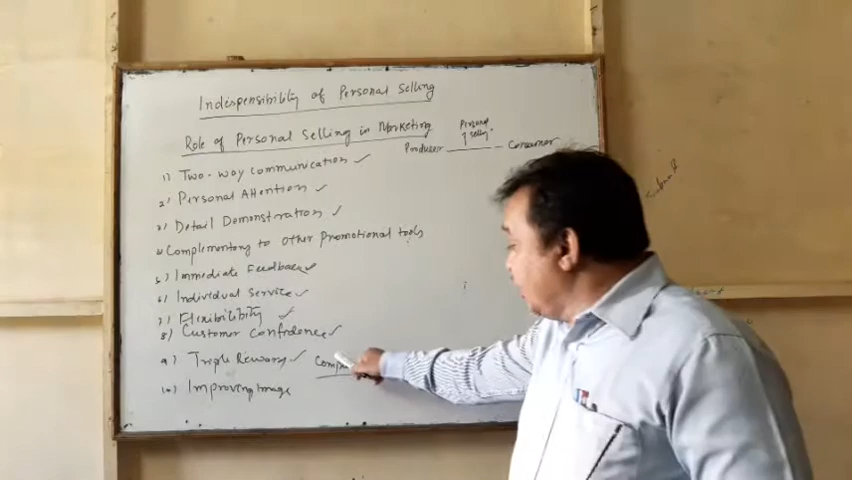 Indispensibility of Personal Selling
Role of Personal Selling in Marketing
Personal
Selling
Producer Consumer
1) Two-way communication ✓
2) Personal Attention ✓
3) Detail Demonstration ✓
4) Complementary to other promotional tools
5) Immediate Feedback ✓
6) Individual Service ✓
7) Flexibility ✓
8) Customer Confidence ✓
9) Triple Reward ✓
10) Improving Image